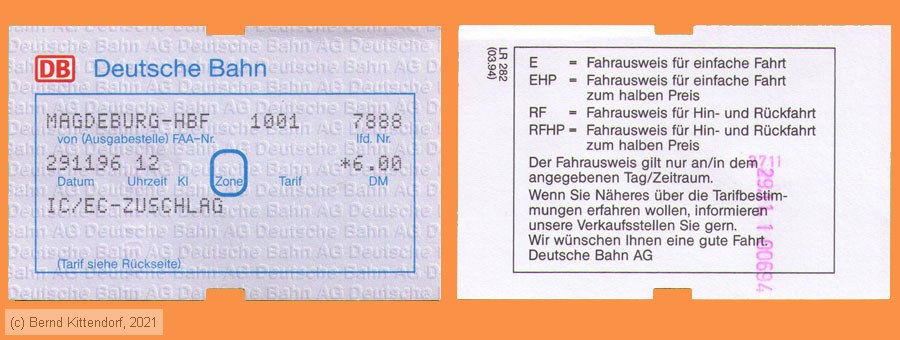 DB Deutsche Bahn
MAGDEBURG-HBF 1001 7888
von (Ausgabestelle) FAA-Nr. lfd. Nr.
291196 12 *6.00
Datum Uhrzeit Kl Zone Tarif DM
IC/EC-ZUSCHLAG
(Tarif siehe Rückseite)
LR 282
(03.94)
E = Fahrausweis für einfache Fahrt
EHP = Fahrausweis für einfache Fahrt
zum halben Preis
RF = Fahrausweis für Hin- und Rückfahrt
RFHP = Fahrausweis für Hin- und Rückfahrt
zum halben Preis
Der Fahrausweis gilt nur an/in dem
angegebenen Tag/Zeitraum.
Wenn Sie Näheres über die Tarifbestim-
mungen erfahren wollen, informieren
unsere Verkaufsstellen Sie gern.
Wir wünschen Ihnen eine gute Fahrt.
Deutsche Bahn AG
(c) Bernd Kittendorf, 2021